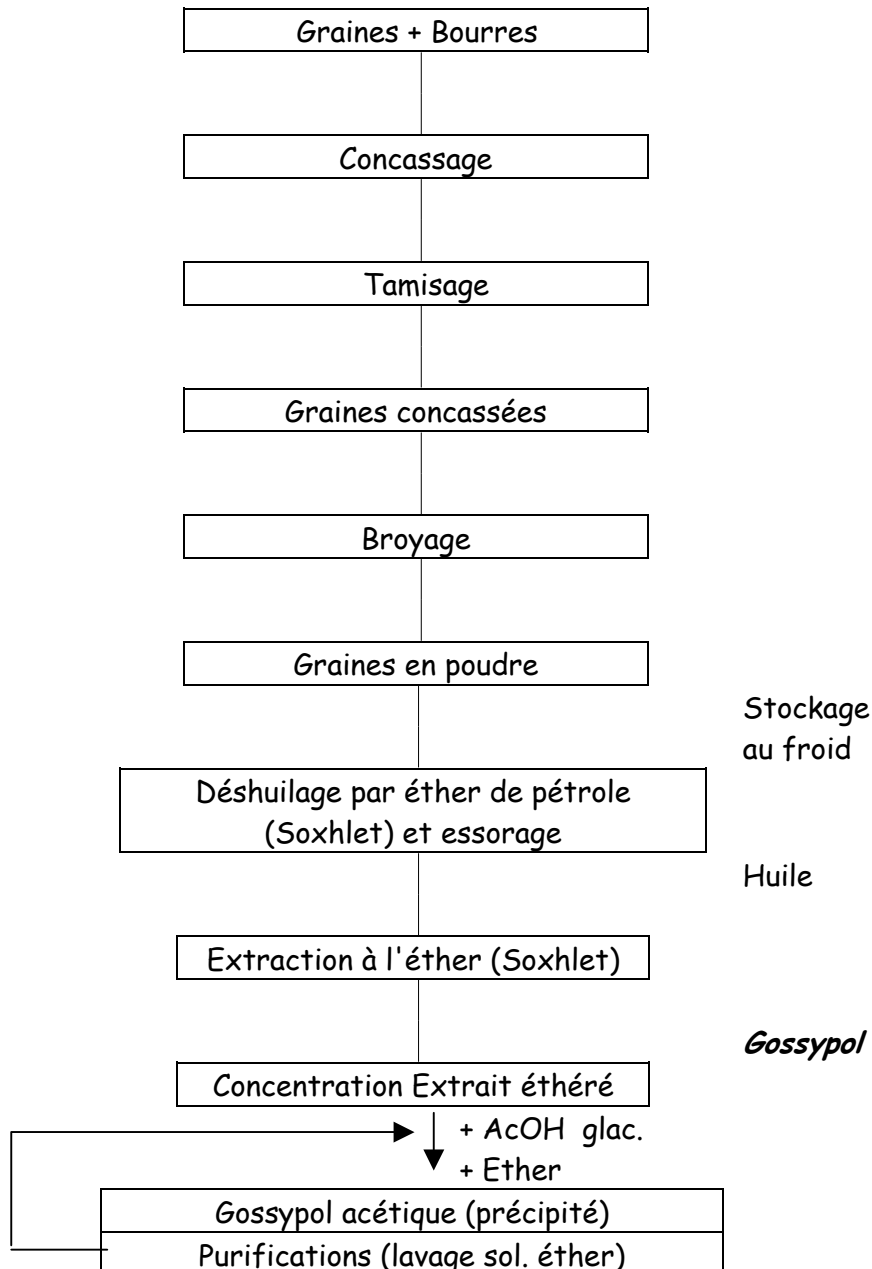 Graines + Bourres
Concassage
Tamisage
Graines concassées
Broyage
Graines en poudre
Stockage
au froid
Déshuilage par éther de pétrole
(Soxhlet) et essorage
Huile
Extraction à l'éther (Soxhlet)
Gossypol
Concentration Extrait éthéré
+ AcOH glac.
+ Ether
Gossypol acétique (précipité)
Purifications (lavage sol. éther)